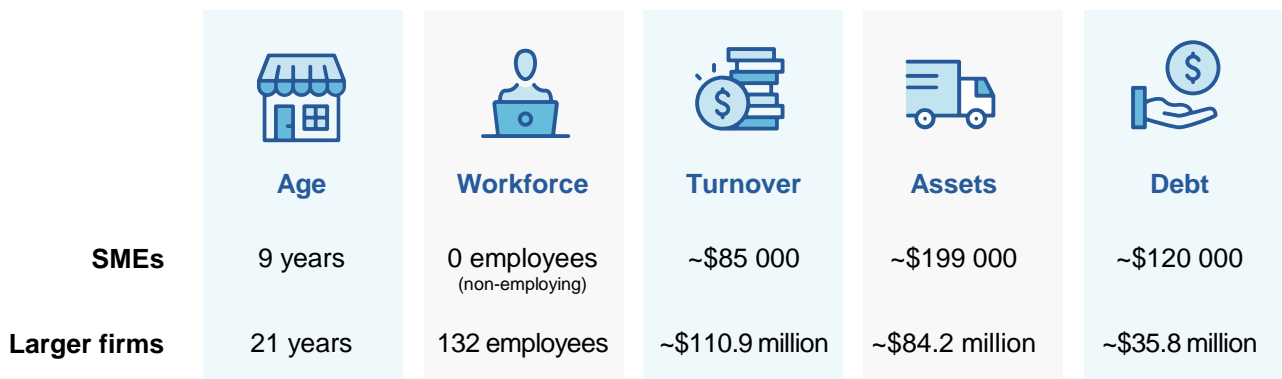 Age Workforce Turnover Assets Debt
SMEs 9 years 0 employees ~$85 000 ~$199 000 ~$120 000
(non-employing)
Larger firms 21 years 132 employees ~$110.9 million ~$84.2 million ~$35.8 million